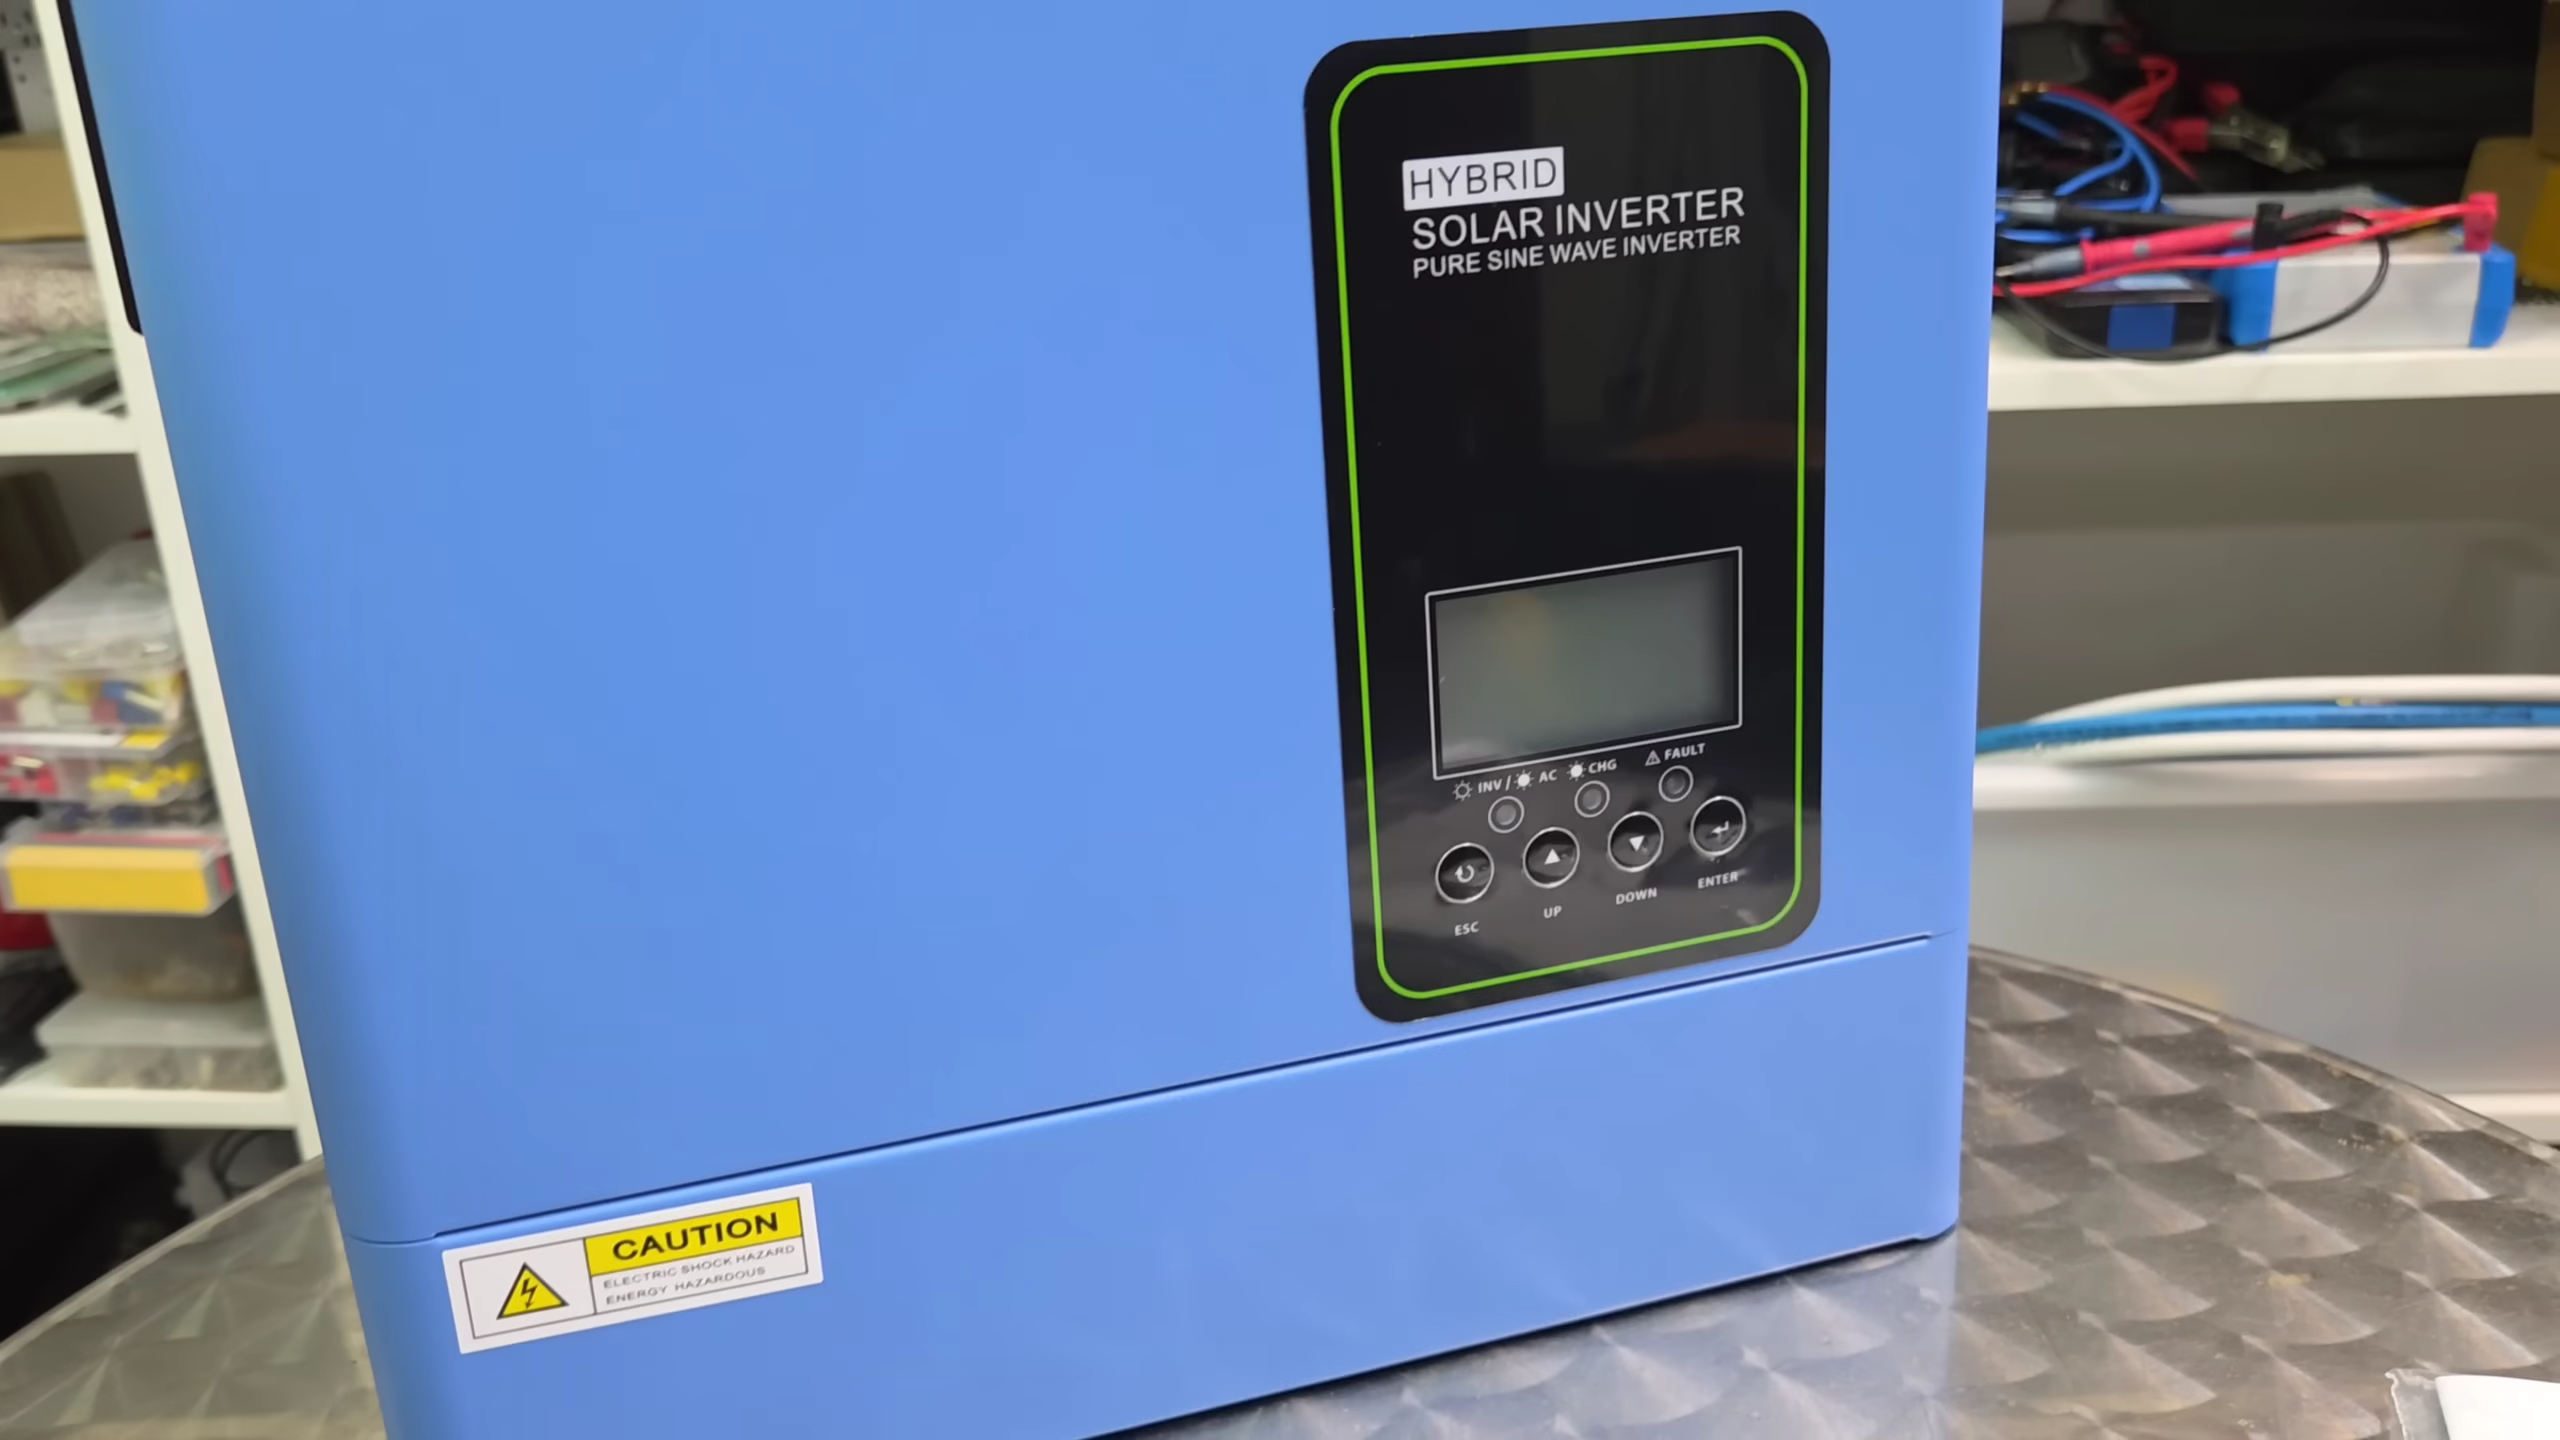 HYBRID
SOLAR INVERTER
PURE SINE WAVE INVERTER
INV / AC CHG FAULT
ESC UP DOWN ENTER
CAUTION
ELECTRIC SHOCK HAZARD
ENERGY HAZARDOUS